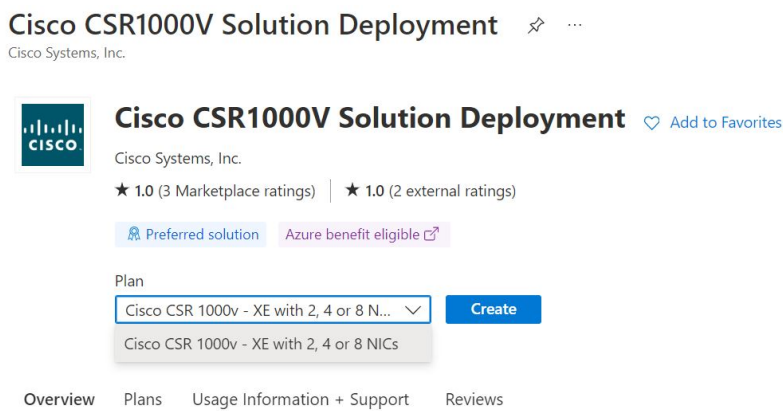 Cisco CSR1000V Solution Deployment ...
Cisco Systems, Inc.
CISCO
Cisco CSR1000V Solution Deployment Add to Favorites
Cisco Systems, Inc.
★ 1.0 (3 Marketplace ratings) | ★ 1.0 (2 external ratings)
Preferred solution Azure benefit eligible
Plan
Cisco CSR 1000v - XE with 2, 4 or 8 N... Create
Cisco CSR 1000v - XE with 2, 4 or 8 NICs
Overview Plans Usage Information + Support Reviews